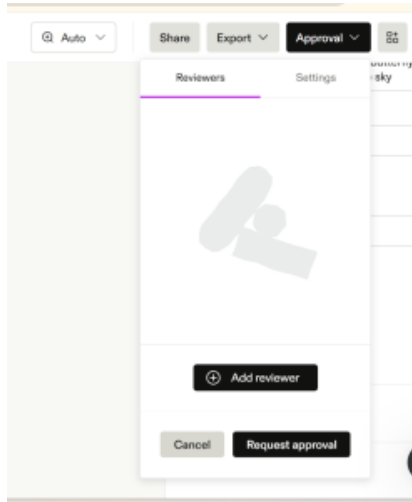 Auto
Share
Export
Approval
Reviewers
Settings
sky
Add reviewer
Cancel
Request approval